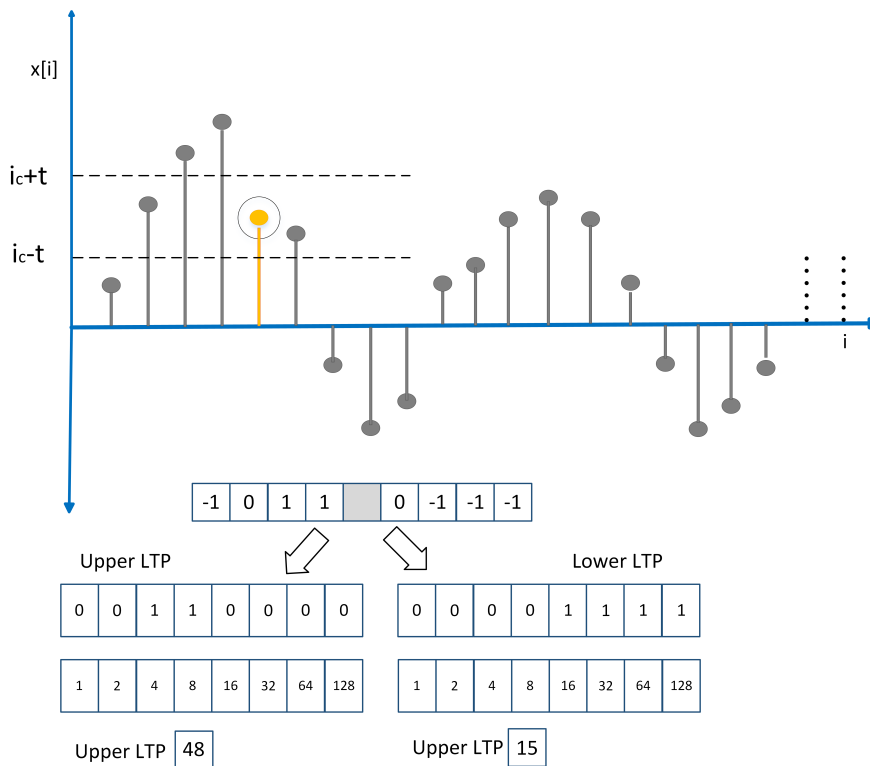 x[i]
i꜀+t
i꜀-t
i
-1 0 1 1 0 -1 -1 -1
Upper LTP Lower LTP
0 0 1 1 0 0 0 0 0 0 0 0 1 1 1 1
1 2 4 8 16 32 64 128 1 2 4 8 16 32 64 128
Upper LTP 48 Upper LTP 15